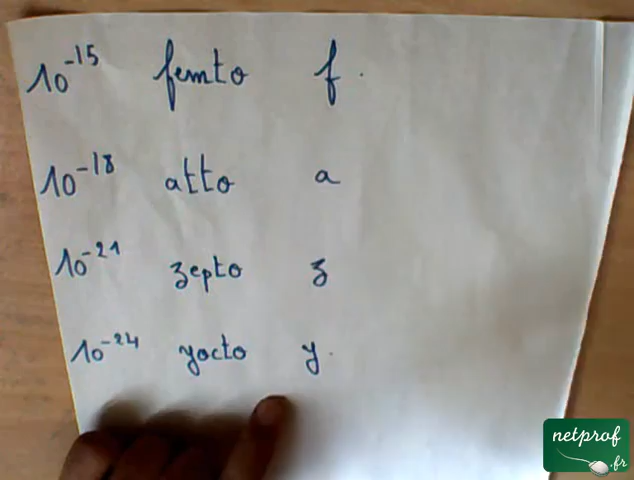 10⁻¹⁵ femto f.
10⁻¹⁸ atto a
10⁻²¹ zepto z
10⁻²⁴ yocto y.
netprof
.fr